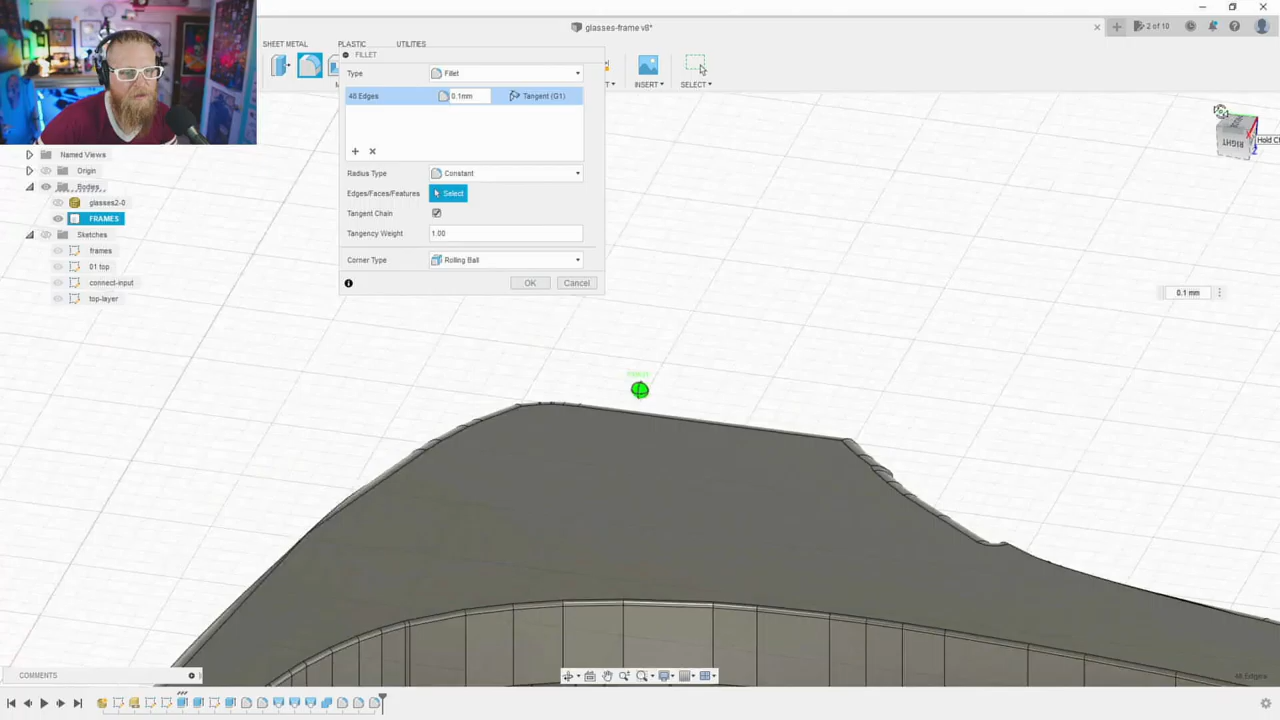 glasses-frame v8*
2 of 10
SHEET METAL
PLASTIC
UTILITIES
INSERT
SELECT
FILLET
Type
Fillet
48 Edges
0.1mm
Tangent (G1)
Radius Type
Constant
Edges/Faces/Features
Select
Tangent Chain
Tangency Weight
1.00
Corner Type
Rolling Ball
OK
Cancel
Named Views
Origin
Bodies
glasses2-0
FRAMES
Sketches
frames
01 top
connect-input
top-layer
RIGHT
X
Z
0.1 mm
COMMENTS
48 Edges